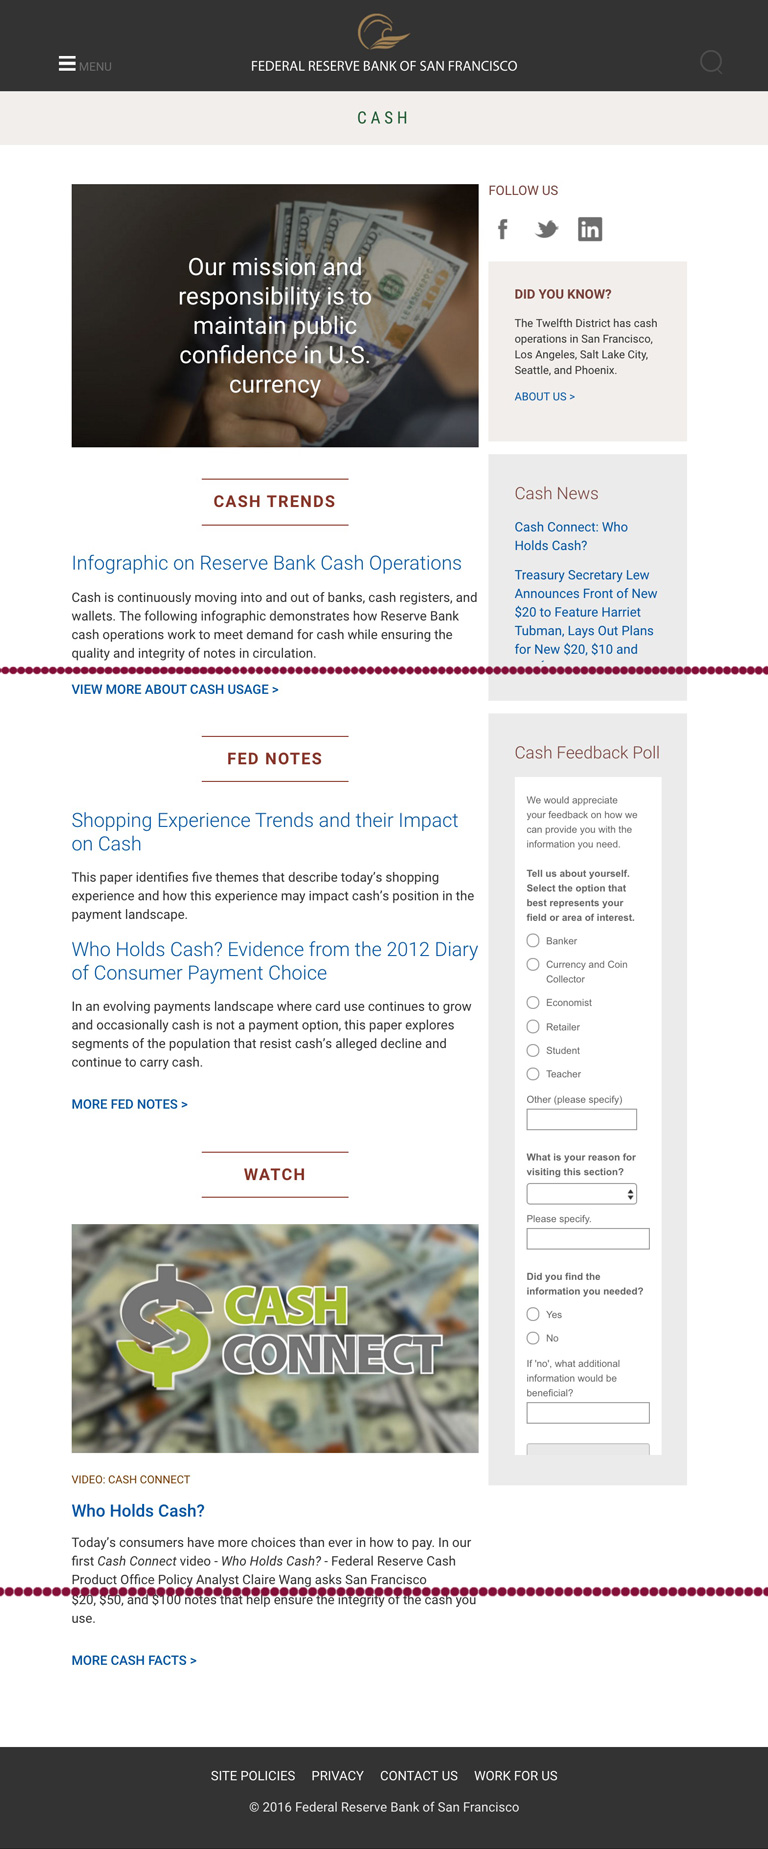 MENU
FEDERAL RESERVE BANK OF SAN FRANCISCO
CASH
Our mission and
responsibility is to
maintain public
confidence in U.S.
currency
CASH TRENDS
Infographic on Reserve Bank Cash Operations
Cash is continuously moving into and out of banks, cash registers, and
wallets. The following infographic demonstrates how Reserve Bank
cash operations work to meet demand for cash while ensuring the
quality and integrity of notes in circulation.
VIEW MORE ABOUT CASH USAGE >
FED NOTES
Shopping Experience Trends and their Impact
on Cash
This paper identifies five themes that describe today’s shopping
experience and how this experience may impact cash’s position in the
payment landscape.
Who Holds Cash? Evidence from the 2012 Diary
of Consumer Payment Choice
In an evolving payments landscape where card use continues to grow
and occasionally cash is not a payment option, this paper explores
segments of the population that resist cash’s alleged decline and
continue to carry cash.
MORE FED NOTES >
WATCH
CASH
CONNECT
VIDEO: CASH CONNECT
Who Holds Cash?
Today’s consumers have more choices than ever in how to pay. In our
first Cash Connect video - Who Holds Cash? - Federal Reserve Cash
Product Office Policy Analyst Claire Wang asks San Francisco
$20, $50, and $100 notes that help ensure the integrity of the cash you
use.
MORE CASH FACTS >
FOLLOW US
DID YOU KNOW?
The Twelfth District has cash
operations in San Francisco,
Los Angeles, Salt Lake City,
Seattle, and Phoenix.
ABOUT US >
Cash News
Cash Connect: Who
Holds Cash?
Treasury Secretary Lew
Announces Front of New
$20 to Feature Harriet
Tubman, Lays Out Plans
for New $20, $10 and
Cash Feedback Poll
We would appreciate
your feedback on how we
can provide you with the
information you need.
Tell us about yourself.
Select the option that
best represents your
field or area of interest.
Banker
Currency and Coin
Collector
Economist
Retailer
Student
Teacher
Other (please specify)
What is your reason for
visiting this section?
Please specify.
Did you find the
information you needed?
Yes
No
If 'no', what additional
information would be
beneficial?
SITE POLICIES PRIVACY CONTACT US WORK FOR US
© 2016 Federal Reserve Bank of San Francisco